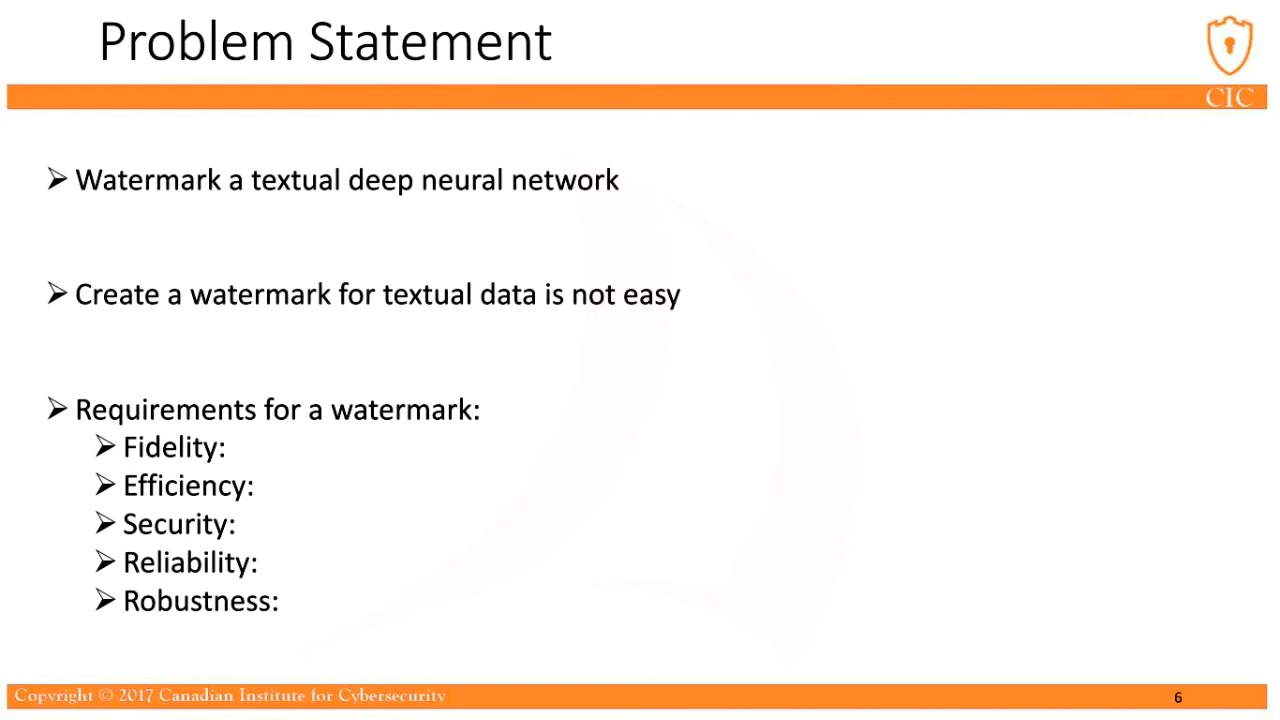 Problem Statement
CIC
➢ Watermark a textual deep neural network
➢ Create a watermark for textual data is not easy
➢ Requirements for a watermark:
➢ Fidelity:
➢ Efficiency:
➢ Security:
➢ Reliability:
➢ Robustness:
Copyright © 2017 Canadian Institute for Cybersecurity
6